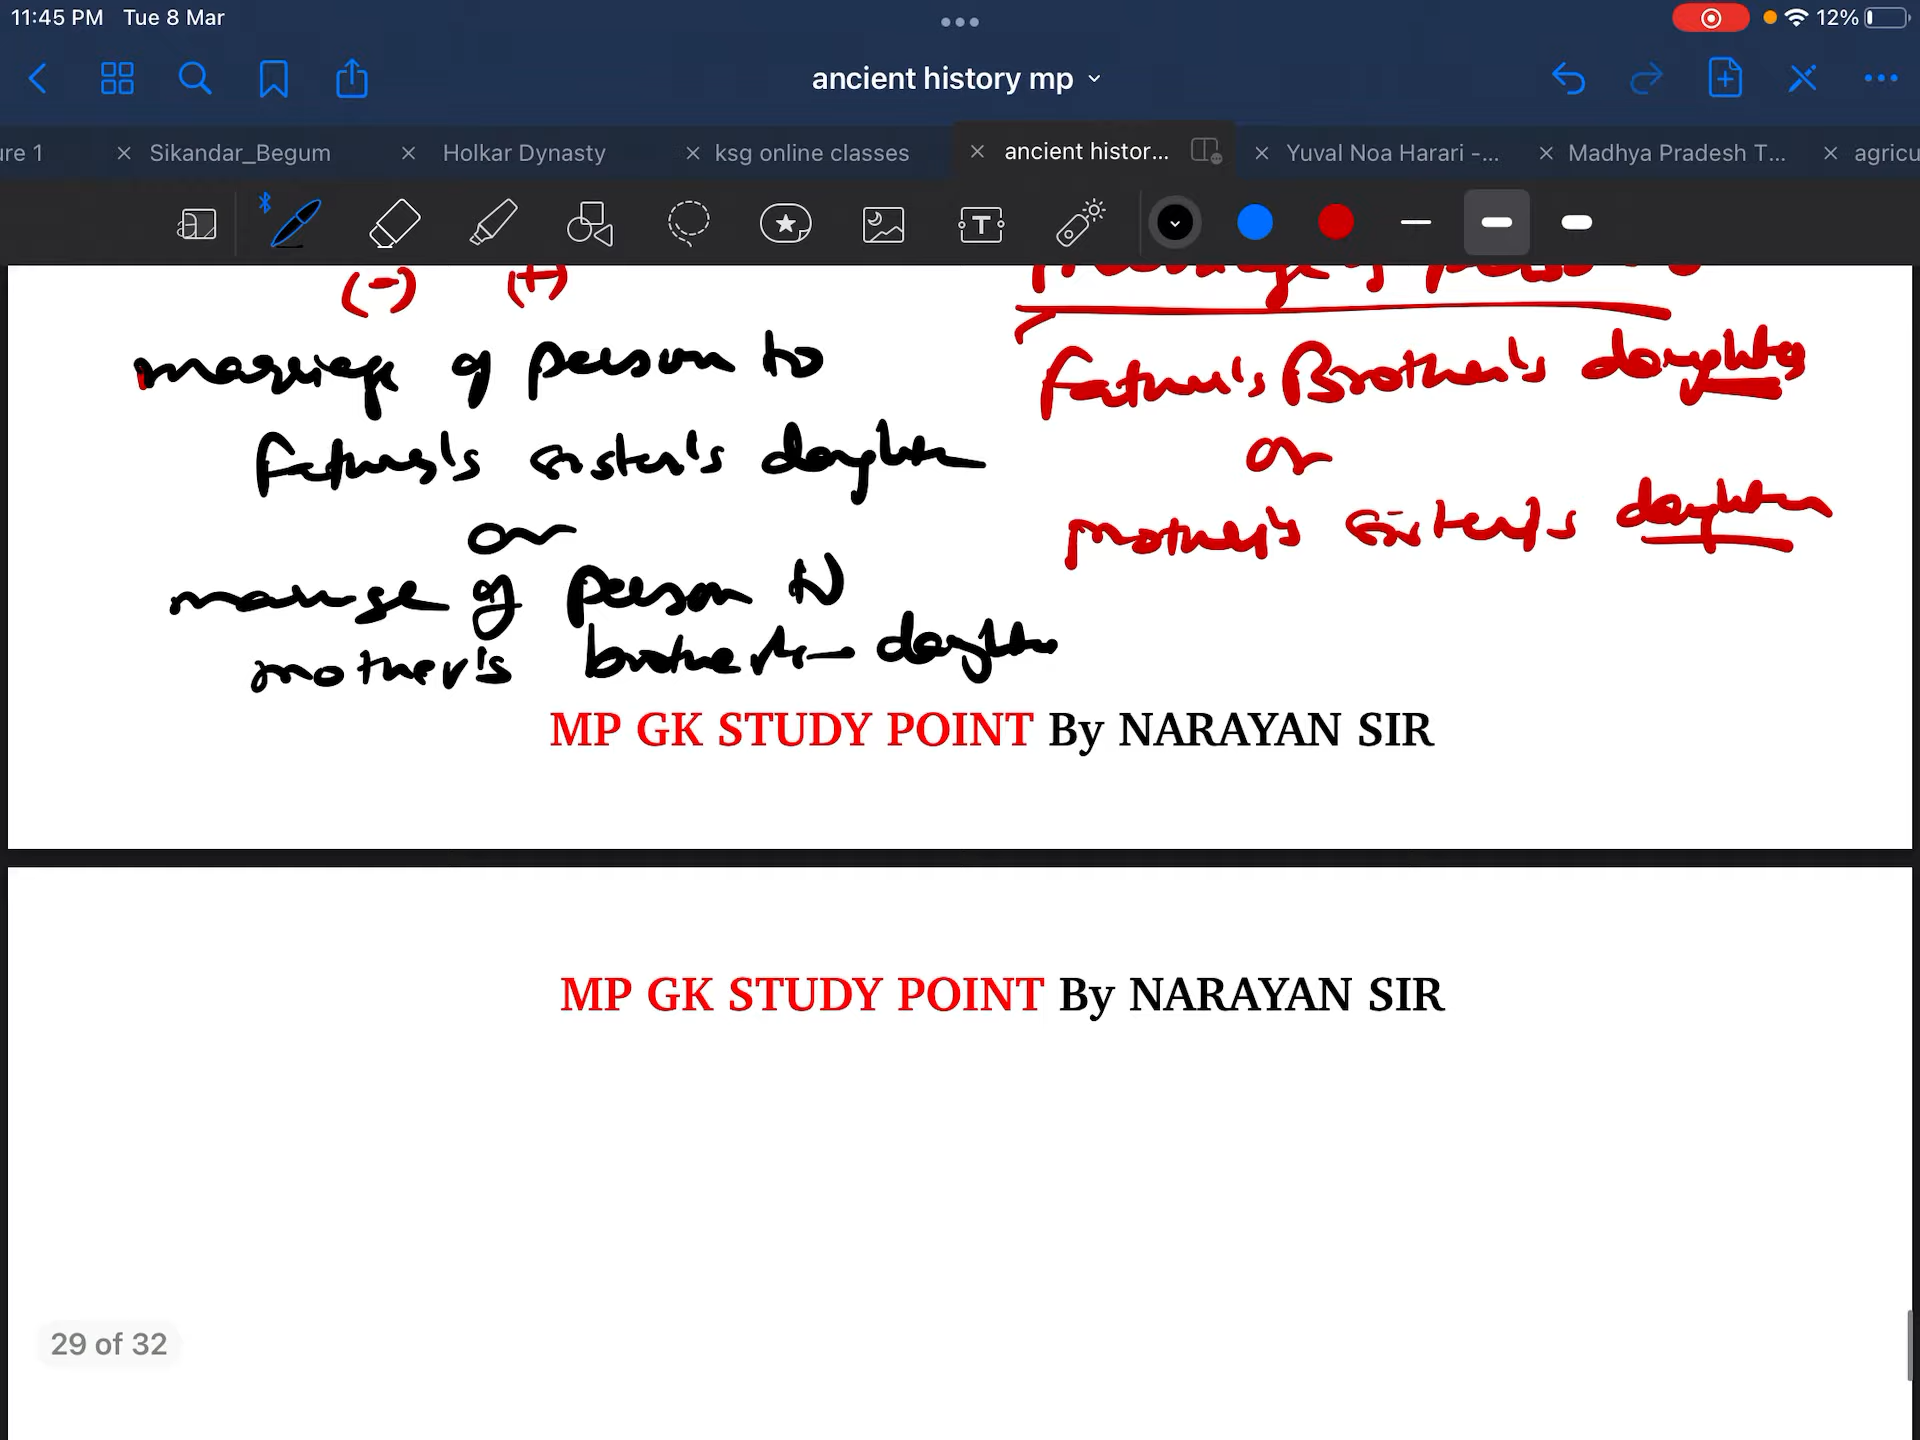 11:45 PM Tue 8 Mar
12%
ancient history mp
ure 1
Sikandar_Begum
Holkar Dynasty
ksg online classes
ancient histor...
Yuval Noa Harari -...
Madhya Pradesh T...
agricu
T
(-) (+)
marriage of person to
Father's sister's daughter
or
marriage of person to
mother's brother's daughter
Father's Brother's daughter
or
mother's sister's daughter
MP GK STUDY POINT By NARAYAN SIR
MP GK STUDY POINT By NARAYAN SIR
29 of 32